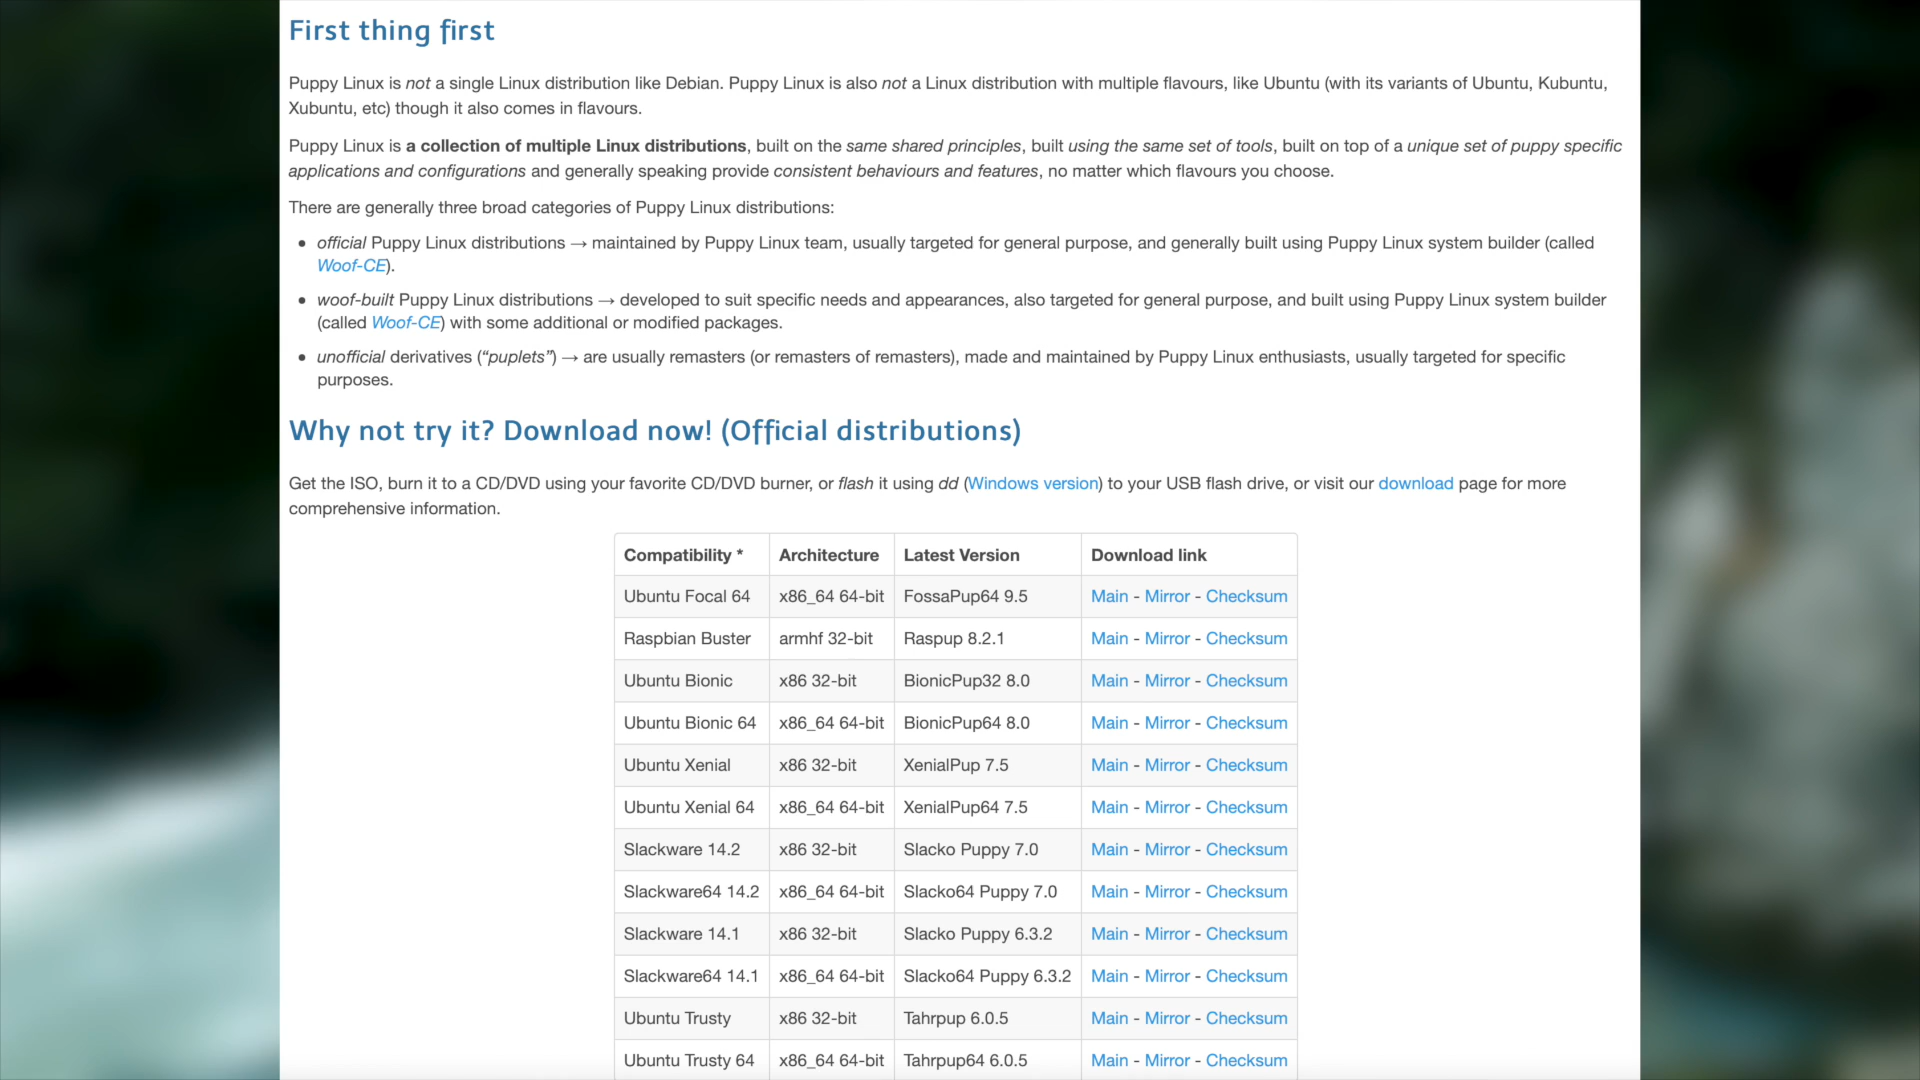 First thing first
Puppy Linux is not a single Linux distribution like Debian. Puppy Linux is also not a Linux distribution with multiple flavours, like Ubuntu (with its variants of Ubuntu, Kubuntu,
Xubuntu, etc) though it also comes in flavours.
Puppy Linux is a collection of multiple Linux distributions, built on the same shared principles, built using the same set of tools, built on top of a unique set of puppy specific
applications and configurations and generally speaking provide consistent behaviours and features, no matter which flavours you choose.
There are generally three broad categories of Puppy Linux distributions:
• official Puppy Linux distributions → maintained by Puppy Linux team, usually targeted for general purpose, and generally built using Puppy Linux system builder (called
Woof-CE).
• woof-built Puppy Linux distributions → developed to suit specific needs and appearances, also targeted for general purpose, and built using Puppy Linux system builder
(called Woof-CE) with some additional or modified packages.
• unofficial derivatives (“puplets”) → are usually remasters (or remasters of remasters), made and maintained by Puppy Linux enthusiasts, usually targeted for specific
purposes.
Why not try it? Download now! (Official distributions)
Get the ISO, burn it to a CD/DVD using your favorite CD/DVD burner, or flash it using dd (Windows version) to your USB flash drive, or visit our download page for more
comprehensive information.
Compatibility * Architecture Latest Version Download link
Ubuntu Focal 64 x86_64 64-bit FossaPup64 9.5 Main - Mirror - Checksum
Raspbian Buster armhf 32-bit Raspup 8.2.1 Main - Mirror - Checksum
Ubuntu Bionic x86 32-bit BionicPup32 8.0 Main - Mirror - Checksum
Ubuntu Bionic 64 x86_64 64-bit BionicPup64 8.0 Main - Mirror - Checksum
Ubuntu Xenial x86 32-bit XenialPup 7.5 Main - Mirror - Checksum
Ubuntu Xenial 64 x86_64 64-bit XenialPup64 7.5 Main - Mirror - Checksum
Slackware 14.2 x86 32-bit Slacko Puppy 7.0 Main - Mirror - Checksum
Slackware64 14.2 x86_64 64-bit Slacko64 Puppy 7.0 Main - Mirror - Checksum
Slackware 14.1 x86 32-bit Slacko Puppy 6.3.2 Main - Mirror - Checksum
Slackware64 14.1 x86_64 64-bit Slacko64 Puppy 6.3.2 Main - Mirror - Checksum
Ubuntu Trusty x86 32-bit Tahrpup 6.0.5 Main - Mirror - Checksum
Ubuntu Trusty 64 x86_64 64-bit Tahrpup64 6.0.5 Main - Mirror - Checksum